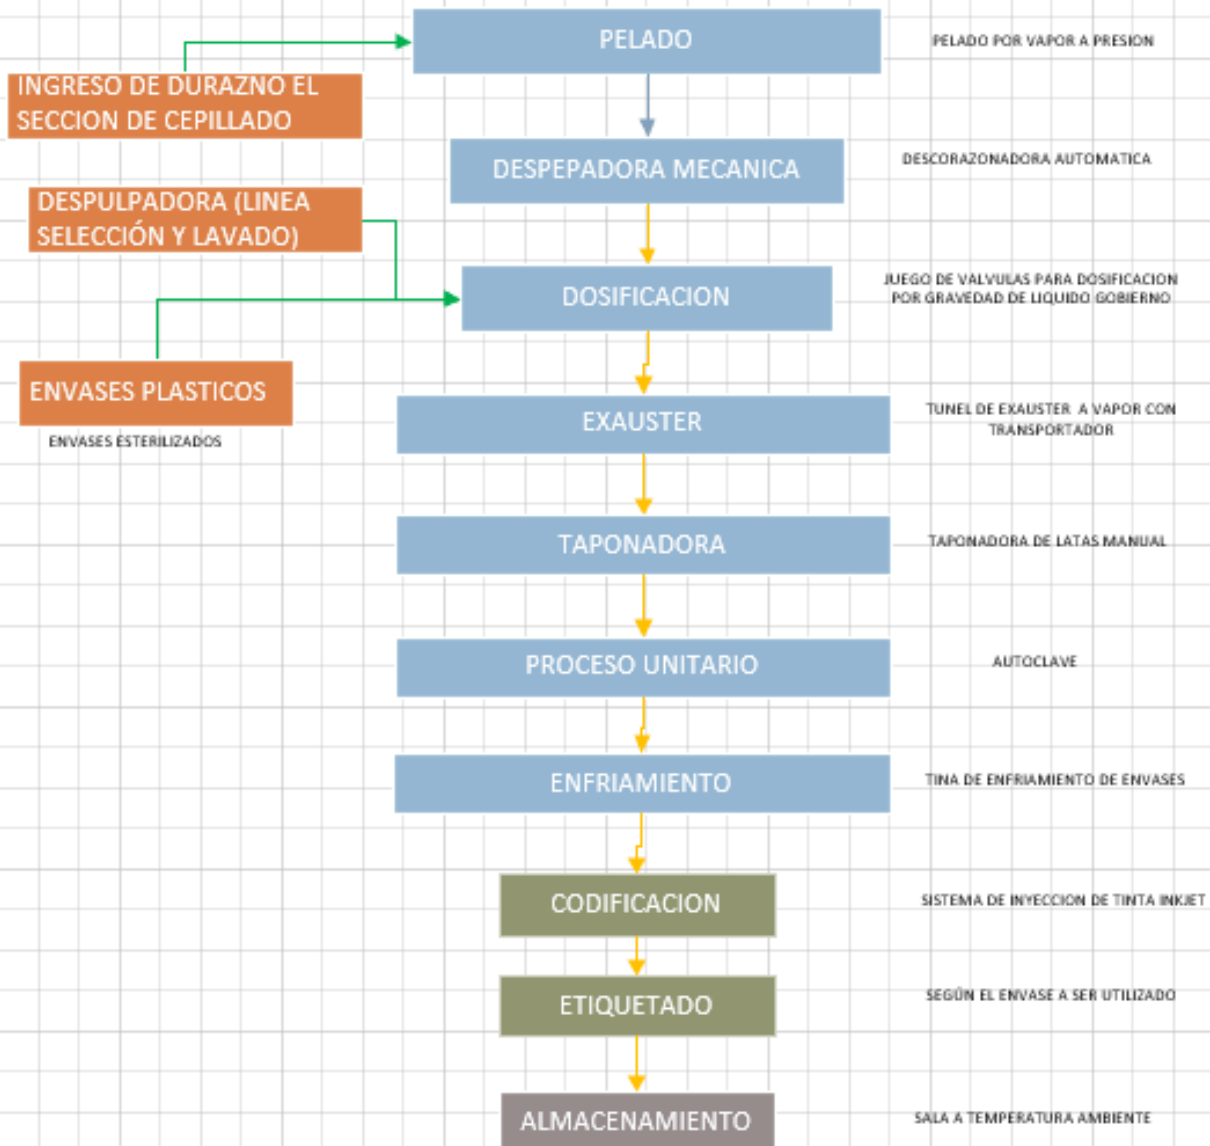 PELADO
PELADO POR VAPOR A PRESION
INGRESO DE DURAZNO EL
SECCION DE CEPILLADO
DESPEPADORA MECANICA
DESCORAZONADORA AUTOMATICA
DESPULPADORA (LINEA
SELECCIÓN Y LAVADO)
DOSIFICACION
JUEGO DE VALVULAS PARA DOSIFICACION
POR GRAVEDAD DE LIQUIDO GOBIERNO
ENVASES PLASTICOS
ENVASES ESTERILIZADOS
EXAUSTER
TUNEL DE EXAUSTER A VAPOR CON
TRANSPORTADOR
TAPONADORA
TAPONADORA DE LATAS MANUAL
PROCESO UNITARIO
AUTOCLAVE
ENFRIAMIENTO
TINA DE ENFRIAMIENTO DE ENVASES
CODIFICACION
SISTEMA DE INYECCION DE TINTA INKJET
ETIQUETADO
SEGÚN EL ENVASE A SER UTILIZADO
ALMACENAMIENTO
SALA A TEMPERATURA AMBIENTE